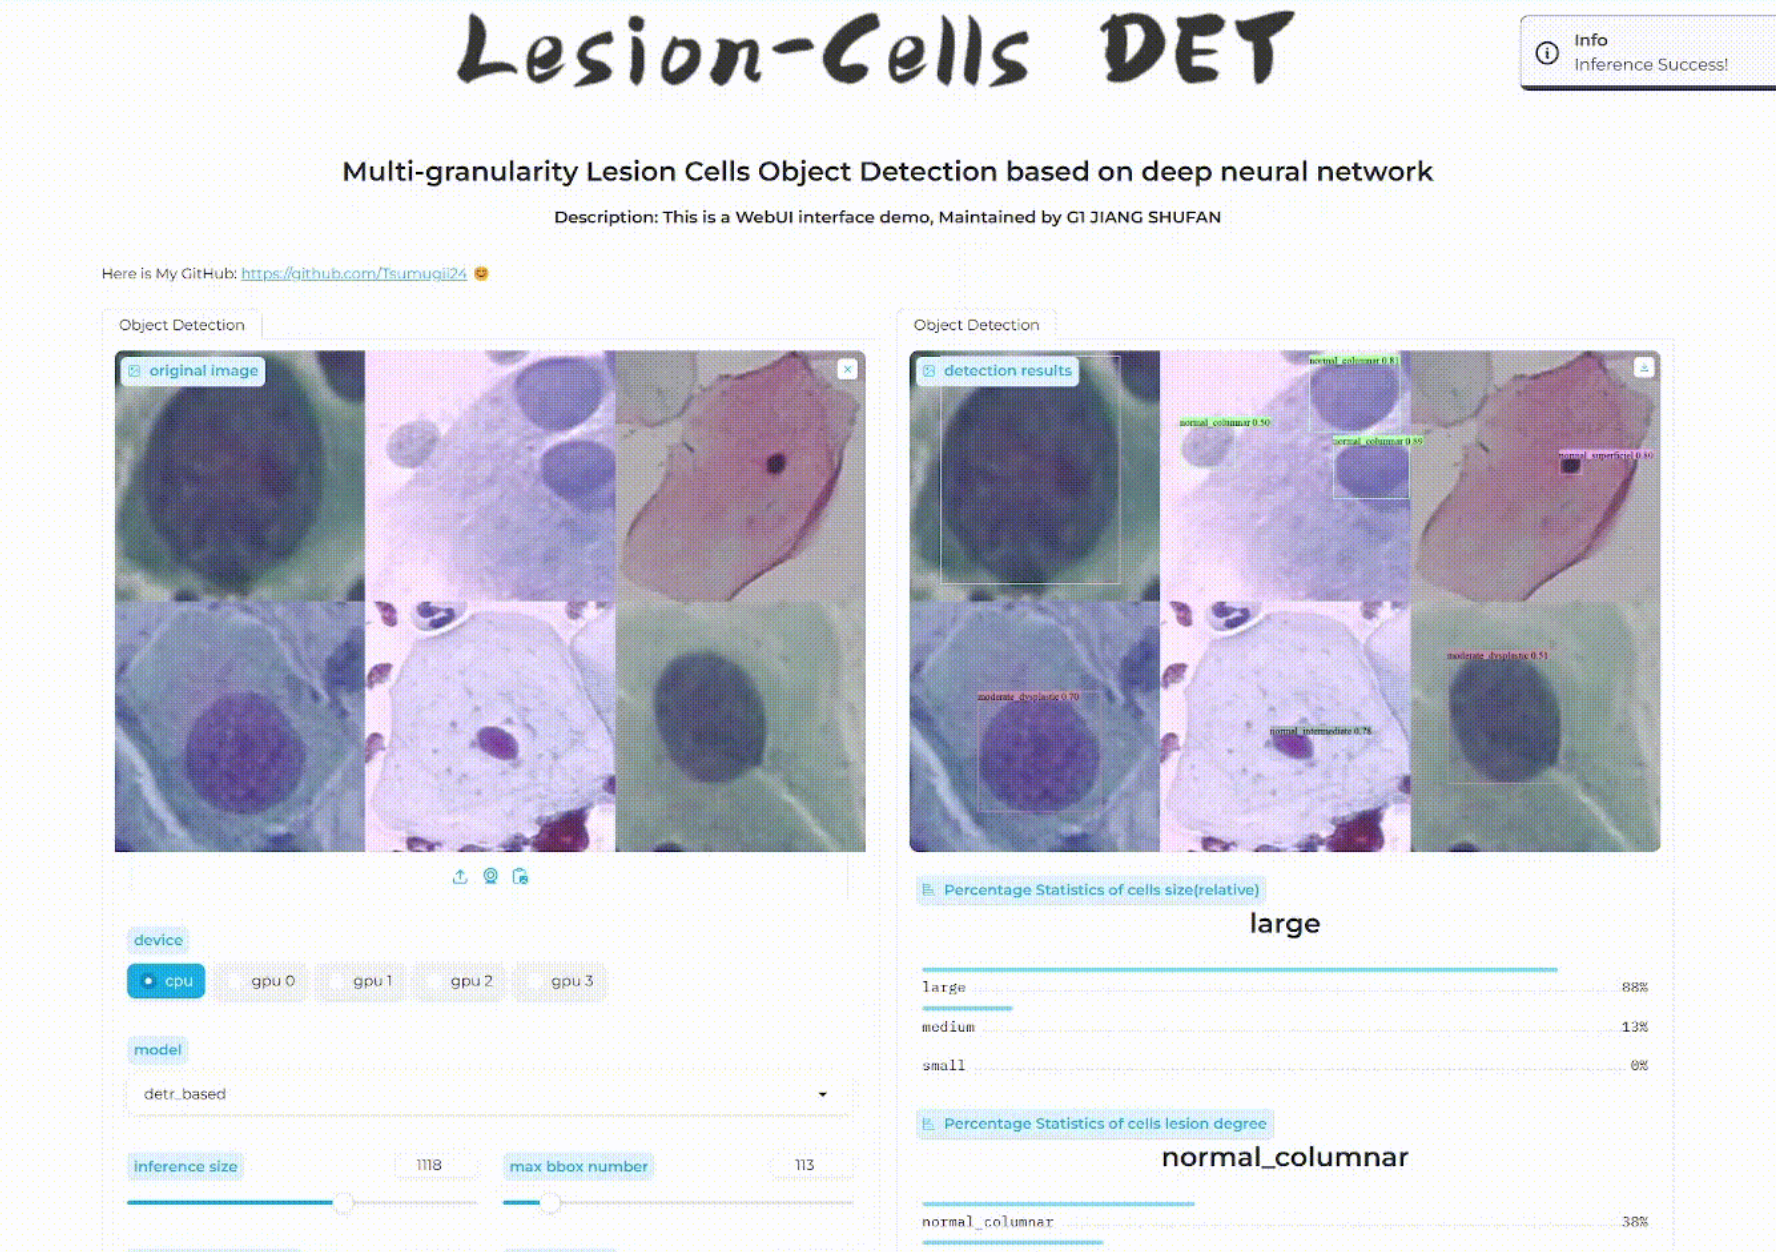 Lesion-Cells DET
Info
Inference Success!
Multi-granularity Lesion Cells Object Detection based on deep neural network
Description: This is a WebUI interface demo, Maintained by G1 JIANG SHUFAN
Here is My GitHub: https://github.com/Tsumugii24 😊
Object Detection
original image
device
cpu
gpu 0
gpu 1
gpu 2
gpu 3
model
detr_based
inference size
1118
max bbox number
113
Object Detection
detection results
normal_columnar 0.81
normal_columnar 0.50
normal_columnar 0.89
normal_superficiel 0.80
moderate_dysplastic 0.51
moderate_dysplastic 0.70
normal_intermediate 0.78
Percentage Statistics of cells size(relative)
large
large 88%
medium 13%
small 0%
Percentage Statistics of cells lesion degree
normal_columnar
normal_columnar 38%